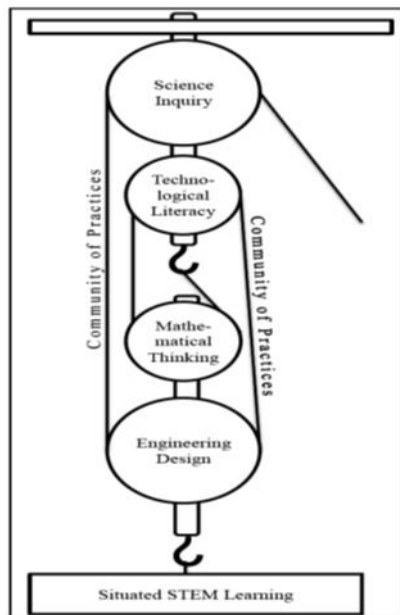 Science
Inquiry
Techno-
logical
Literacy
Community of Practices
Community of Practices
Mathe-
matical
Thinking
Engineering
Design
Situated STEM Learning